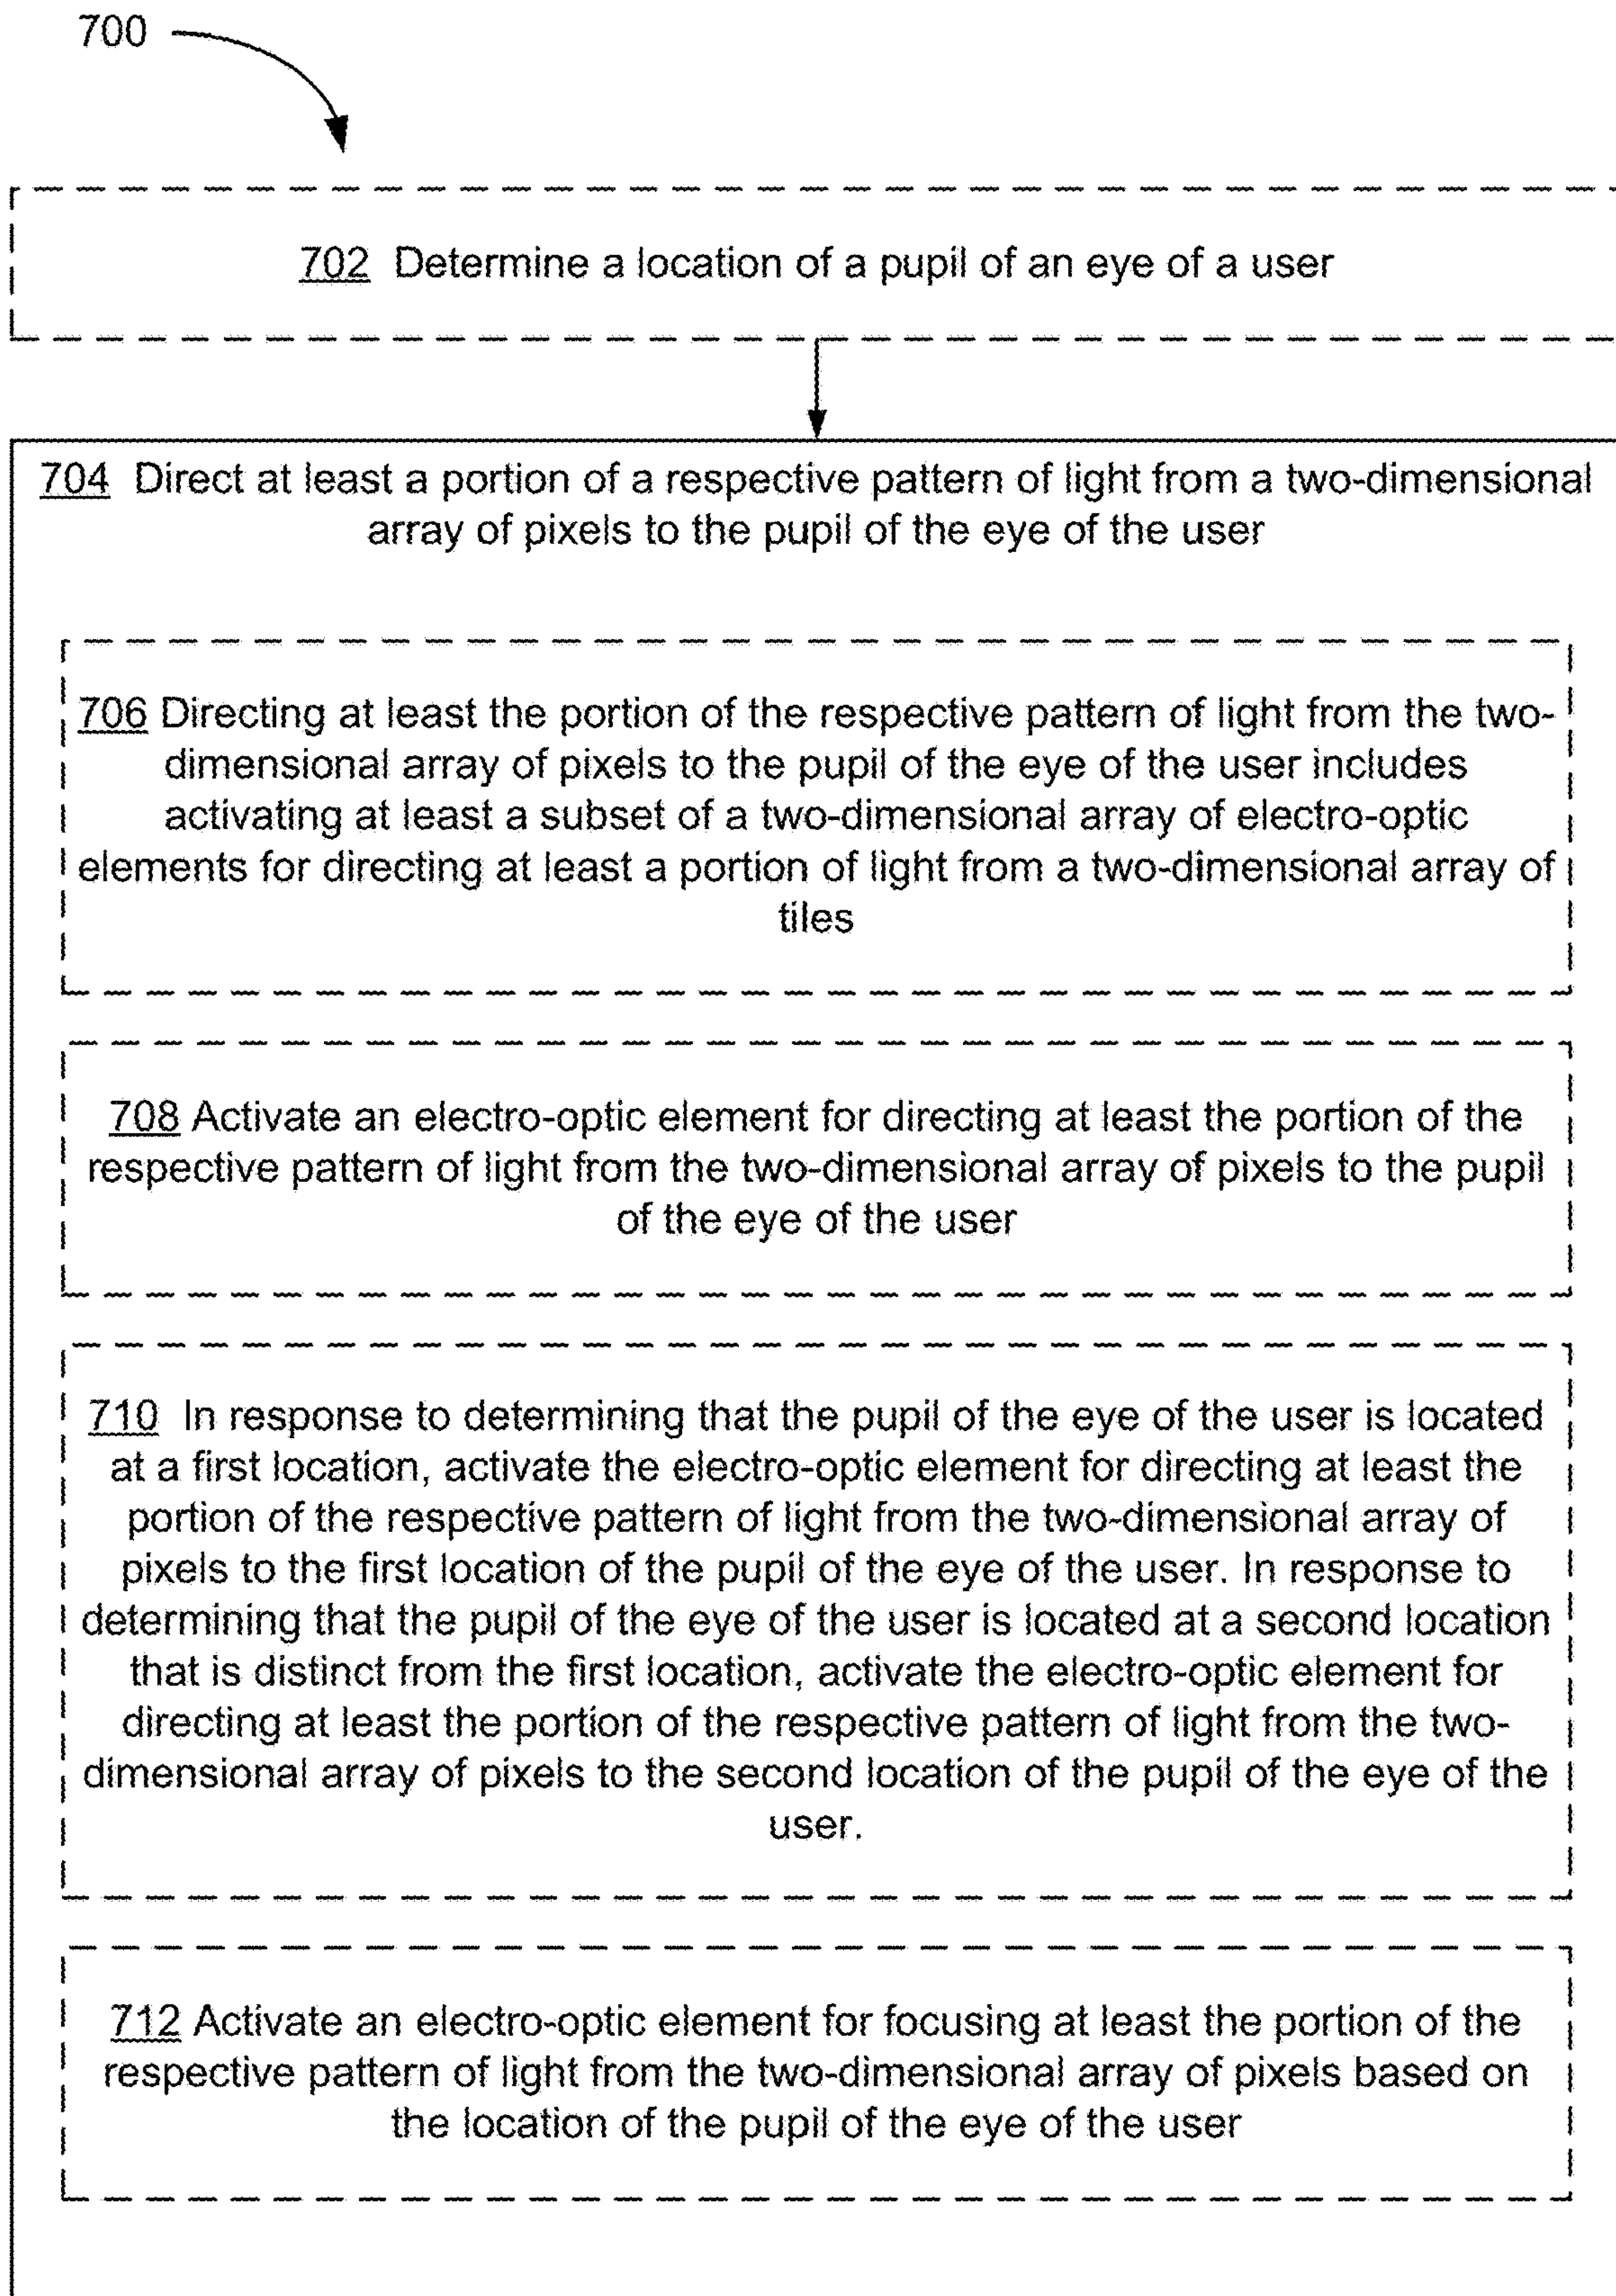 700
702 Determine a location of a pupil of an eye of a user
704 Direct at least a portion of a respective pattern of light from a two-dimensional
array of pixels to the pupil of the eye of the user
706 Directing at least the portion of the respective pattern of light from the two-
dimensional array of pixels to the pupil of the eye of the user includes
activating at least a subset of a two-dimensional array of electro-optic
elements for directing at least a portion of light from a two-dimensional array of
tiles
708 Activate an electro-optic element for directing at least the portion of the
respective pattern of light from the two-dimensional array of pixels to the pupil
of the eye of the user
710 In response to determining that the pupil of the eye of the user is located
at a first location, activate the electro-optic element for directing at least the
portion of the respective pattern of light from the two-dimensional array of
pixels to the first location of the pupil of the eye of the user. In response to
determining that the pupil of the eye of the user is located at a second location
that is distinct from the first location, activate the electro-optic element for
directing at least the portion of the respective pattern of light from the two-
dimensional array of pixels to the second location of the pupil of the eye of the
user.
712 Activate an electro-optic element for focusing at least the portion of the
respective pattern of light from the two-dimensional array of pixels based on
the location of the pupil of the eye of the user